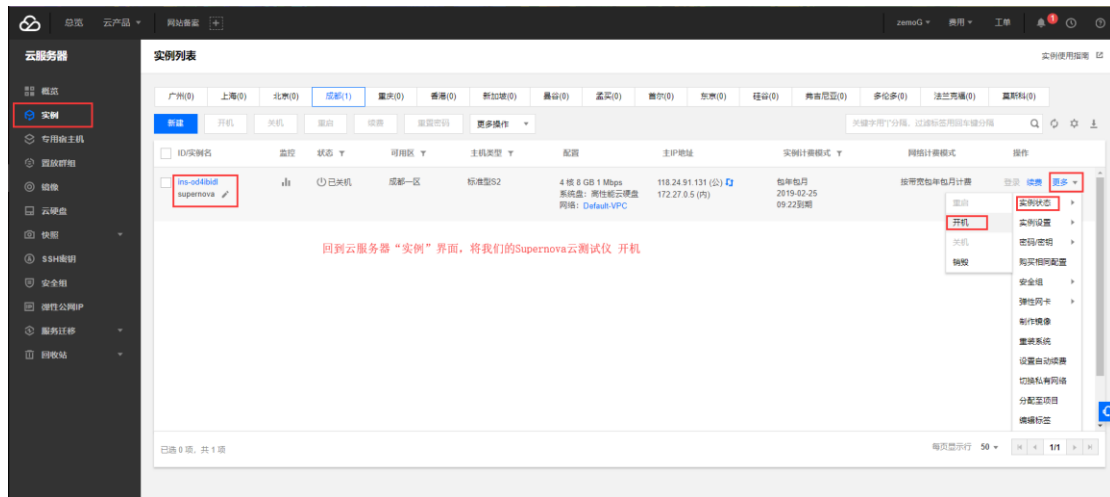 总览 云产品 网站备案 zemoG 费用 工单 1
云服务器 实例列表 实例使用指南
概览
实例
专用宿主机
置放群组
镜像
云硬盘
快照
SSH密钥
安全组
弹性公网IP
服务迁移
回收站
广州(0) 上海(0) 北京(0) 成都(1) 重庆(0) 香港(0) 新加坡(0) 曼谷(0) 孟买(0) 首尔(0) 东京(0) 硅谷(0) 弗吉尼亚(0) 多伦多(0) 法兰克福(0) 莫斯科(0)
新建 开机 关机 重启 续费 重置密码 更多操作 关键字用"|"分隔，过滤标签用回车键分隔
ID/实例名 监控 状态 可用区 主机类型 配置 主IP地址 实例计费模式 网络计费模式 操作
ins-od4ibidl 已关机 成都一区 标准型S2 4 核 8 GB 1 Mbps 118.24.91.131 (公) 包年包月 按带宽包年包月计费 登录 续费 更多
supernova 系统盘：高性能云硬盘 172.27.0.5 (内) 2019-02-25
网络：Default-VPC 09:22到期
重启
开机
关机
销毁
实例状态
实例设置
密码/密钥
购买相同配置
安全组
弹性网卡
制作镜像
重装系统
设置自动续费
切换私有网络
分配至项目
编辑标签
回到云服务器“实例”界面，将我们的Supernova云测试仪 开机
已选 0 项，共 1 项 每页显示行 50 1/1